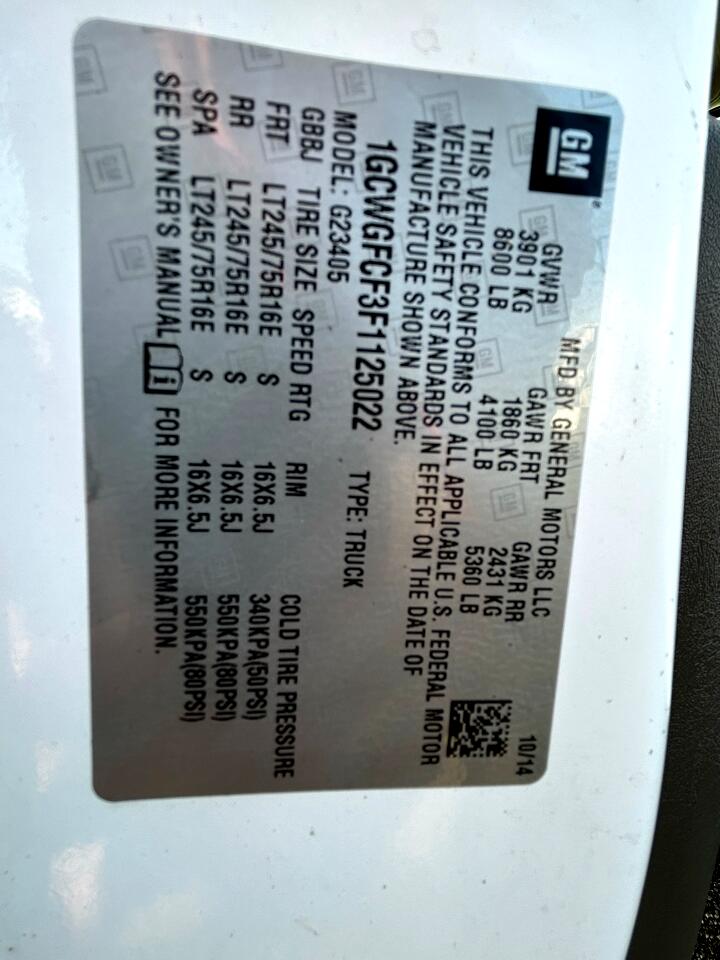 GM
MFD BY GENERAL MOTORS LLC 10/14
GVWR GAWR FRT GAWR RR
3901 KG 1860 KG 2431 KG
8600 LB 4100 LB 5360 LB
THIS VEHICLE CONFORMS TO ALL APPLICABLE U.S. FEDERAL MOTOR
VEHICLE SAFETY STANDARDS IN EFFECT ON THE DATE OF
MANUFACTURE SHOWN ABOVE.
1GCWGFCF3F1125022 TYPE: TRUCK
MODEL: G23405
GBBJ TIRE SIZE SPEED RTG RIM COLD TIRE PRESSURE
FRT LT245/75R16E S 16X6.5J 340KPA(50PSI)
RR LT245/75R16E S 16X6.5J 550KPA(80PSI)
SPA LT245/75R16E S 16X6.5J 550KPA(80PSI)
SEE OWNER'S MANUAL i FOR MORE INFORMATION.